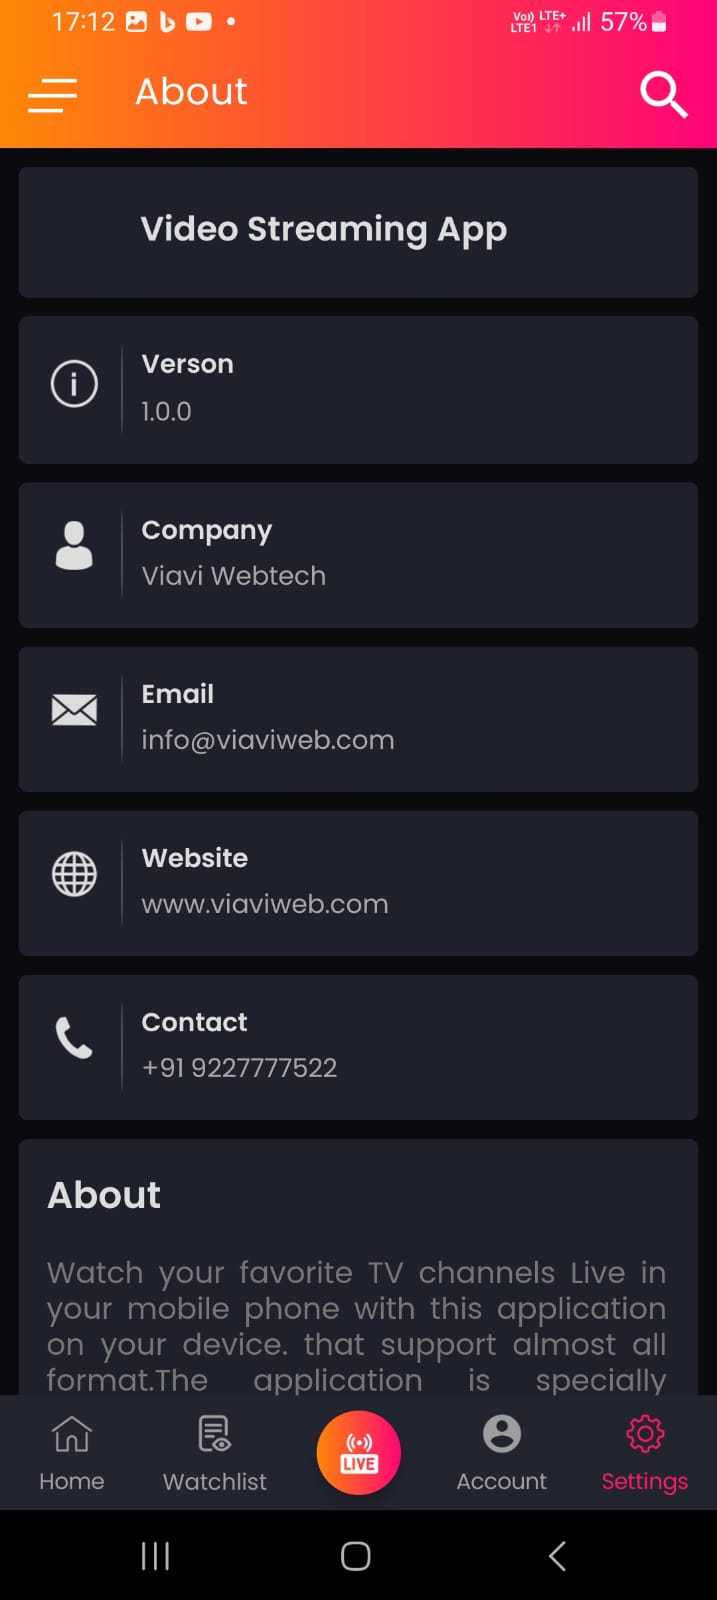 17:12
Vo) LTE+
LTE1
57%
About
Video Streaming App
Verson
1.0.0
Company
Viavi Webtech
Email
info@viaviweb.com
Website
www.viaviweb.com
Contact
+91 9227777522
About
Watch your favorite TV channels Live in
your mobile phone with this application
on your device. that support almost all
format.The application is specially
LIVE
Home
Watchlist
Account
Settings